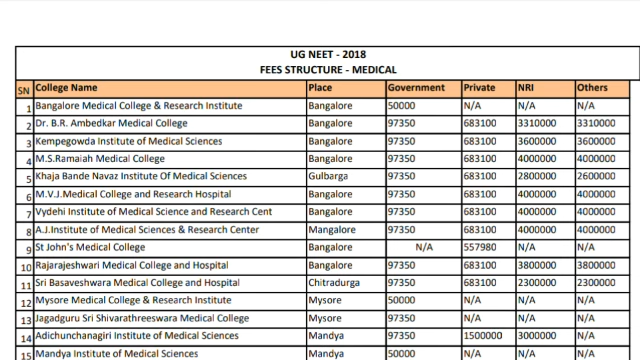 UG NEET - 2018
FEES STRUCTURE - MEDICAL
SN College Name Place Government Private NRI Others
1 Bangalore Medical College & Research Institute Bangalore 50000 N/A N/A N/A
2 Dr. B.R. Ambedkar Medical College Bangalore 97350 683100 3310000 3310000
3 Kempegowda Institute of Medical Sciences Bangalore 97350 683100 3600000 3600000
4 M.S.Ramaiah Medical College Bangalore 97350 683100 4000000 4000000
5 Khaja Bande Navaz Institute Of Medical Sciences Gulbarga 97350 683100 2800000 2600000
6 M.V.J.Medical College and Research Hospital Bangalore 97350 683100 4000000 4000000
7 Vydehi Institute of Medical Science and Research Cent Bangalore 97350 683100 4000000 4000000
8 A.J.Institute of Medical Sciences & Research Center Mangalore 97350 683100 4000000 4000000
9 St John's Medical College Bangalore N/A 557980 N/A N/A
10 Rajarajeshwari Medical College and Hospital Bangalore 97350 683100 3800000 3800000
11 Sri Basaveshwara Medical College and Hospital Chitradurga 97350 683100 2300000 2300000
12 Mysore Medical College & Research Institute Mysore 50000 N/A N/A N/A
13 Jagadguru Sri Shivarathreeswara Medical College Mysore 97350 N/A N/A N/A
14 Adichunchanagiri Institute of Medical Sciences Mandya 97350 1500000 3000000 N/A
15 Mandya Institute of Medical Sciences Mandya 50000 N/A N/A N/A